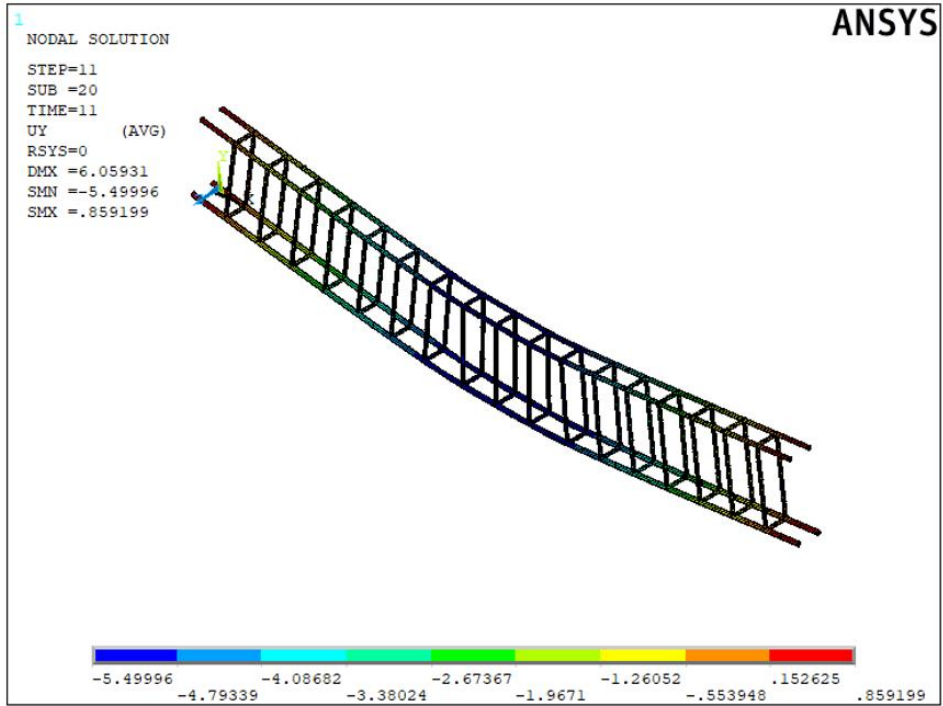 1
ANSYS
NODAL SOLUTION
STEP=11
SUB =20
TIME=11
UY (AVG)
RSYS=0
DMX =6.05931
SMN =-5.49996
SMX =.859199
Y
-5.49996 -4.08682 -2.67367 -1.26052 .152625
-4.79339 -3.38024 -1.9671 -.553948 .859199